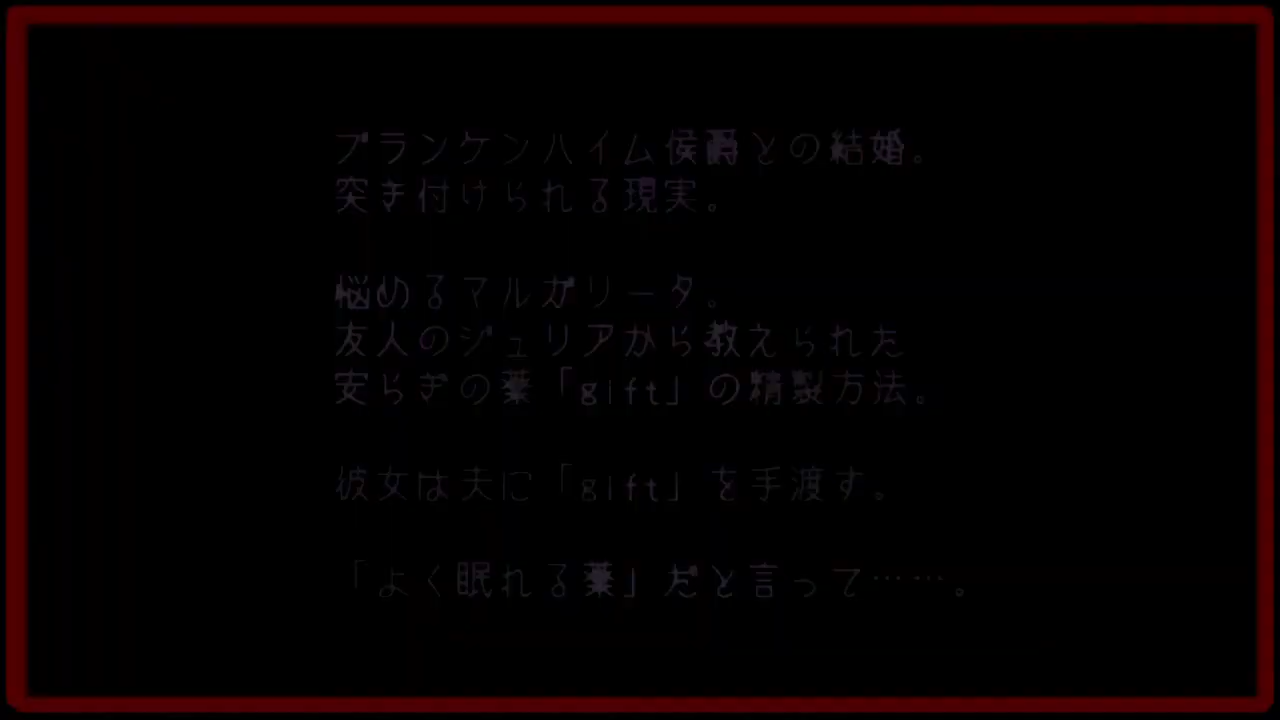 ブランケンハイム侯爵との結婚。
突き付けられる現実。
悩めるマルガリータ。
友人のジュリアから教えられた
安らぎの薬「gift」の精製方法。
彼女は夫に「gift」を手渡す。
「よく眠れる薬」だと言って……。